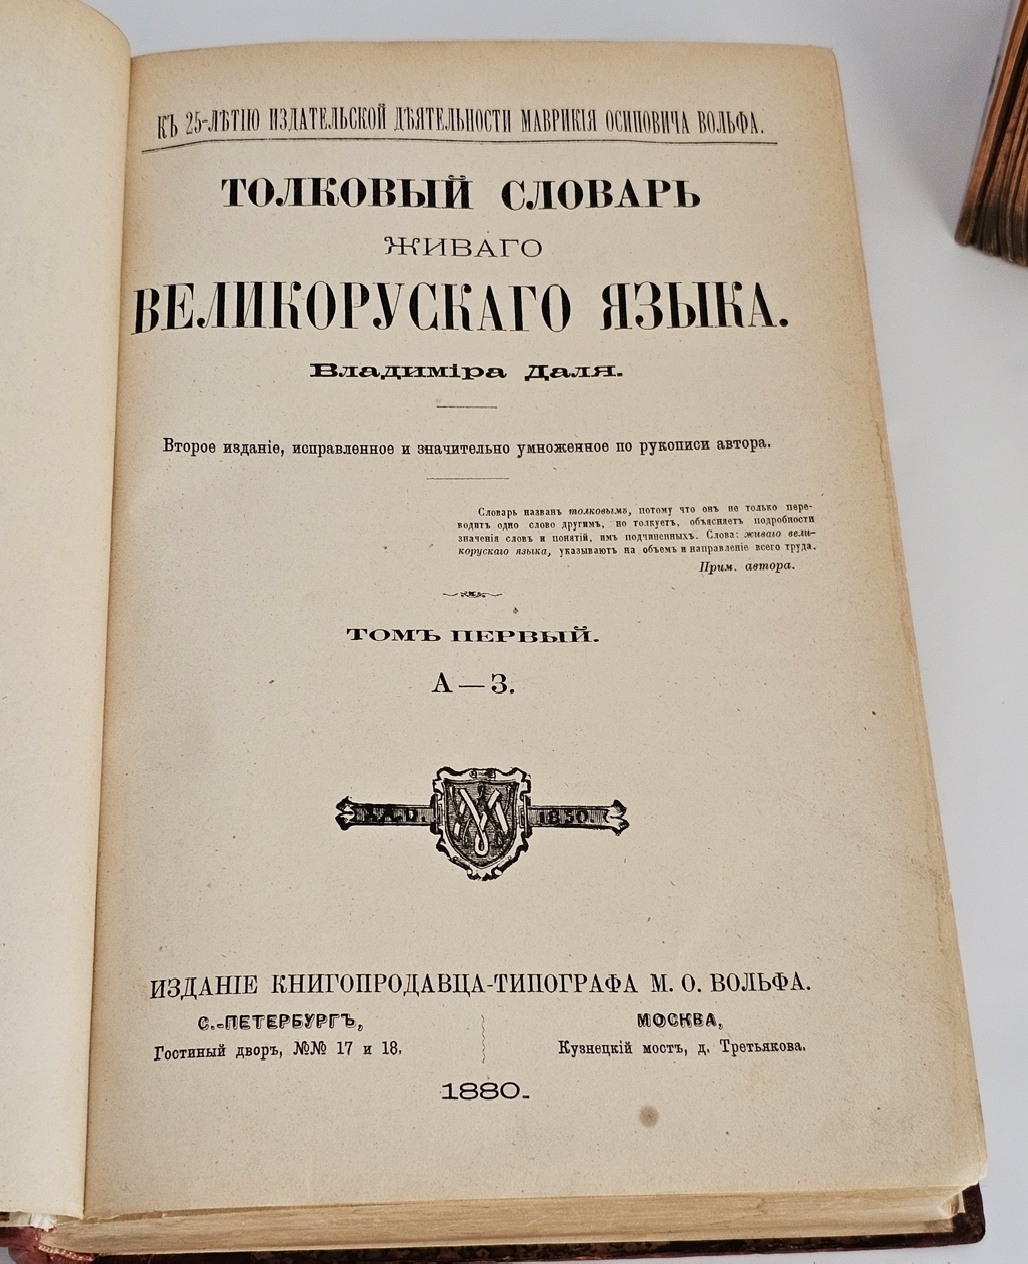 КЪ 25-ЛѢТІЮ ИЗДАТЕЛЬСКОЙ ДѢЯТЕЛЬНОСТИ МАВРИКІЯ ОСИПОВИЧА ВОЛЬФА.
ТОЛКОВЫЙ СЛОВАРЬ
ЖИВАГО
ВЕЛИКОРУСКАГО ЯЗЫКА.
Владиміра Даля.
Второе изданіе, исправленное и значительно умноженное по рукописи автора.
Словарь названъ толковымъ, потому что онъ не только пере-
водитъ одно слово другимъ, но толкуетъ, объясняетъ подробности
значенія словъ и понятій, имъ подчиненныхъ. Слова: живаго вели-
корускаго языка, указываютъ на объемъ и направленіе всего труда.
Прим. автора.
ТОМЪ ПЕРВЫЙ.
А — З.
1850.
ИЗДАНІЕ КНИГОПРОДАВЦА-ТИПОГРАФА М. О. ВОЛЬФА.
С.-ПЕТЕРБУРГЪ,
Гостиный дворъ, №№ 17 и 18.
МОСКВА,
Кузнецкій мостъ, д. Третьякова.
1880.